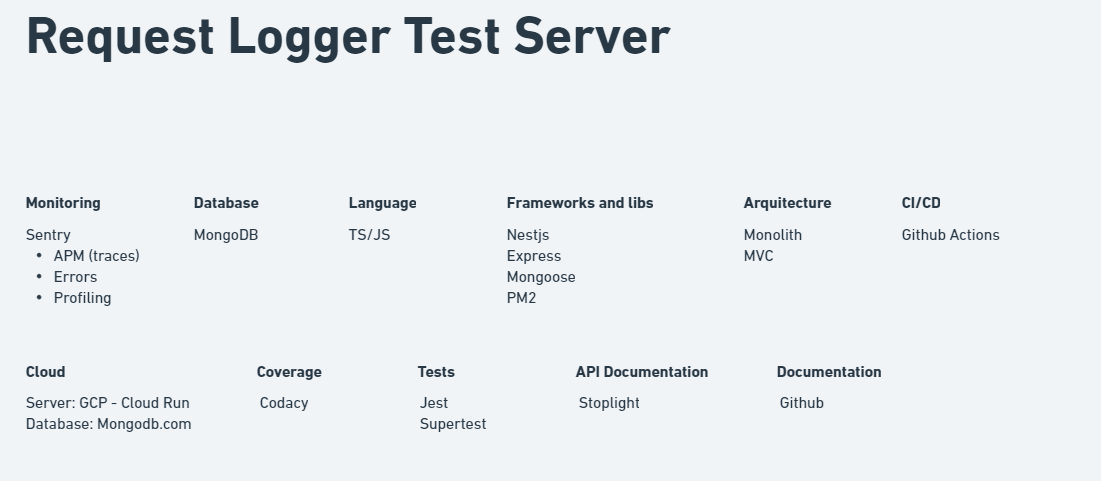 Request Logger Test Server
Monitoring
Sentry
• APM (traces)
• Errors
• Profiling
Database
MongoDB
Language
TS/JS
Frameworks and libs
Nestjs
Express
Mongoose
PM2
Arquitecture
Monolith
MVC
CI/CD
Github Actions
Cloud
Server: GCP - Cloud Run
Database: Mongodb.com
Coverage
Codacy
Tests
Jest
Supertest
API Documentation
Stoplight
Documentation
Github